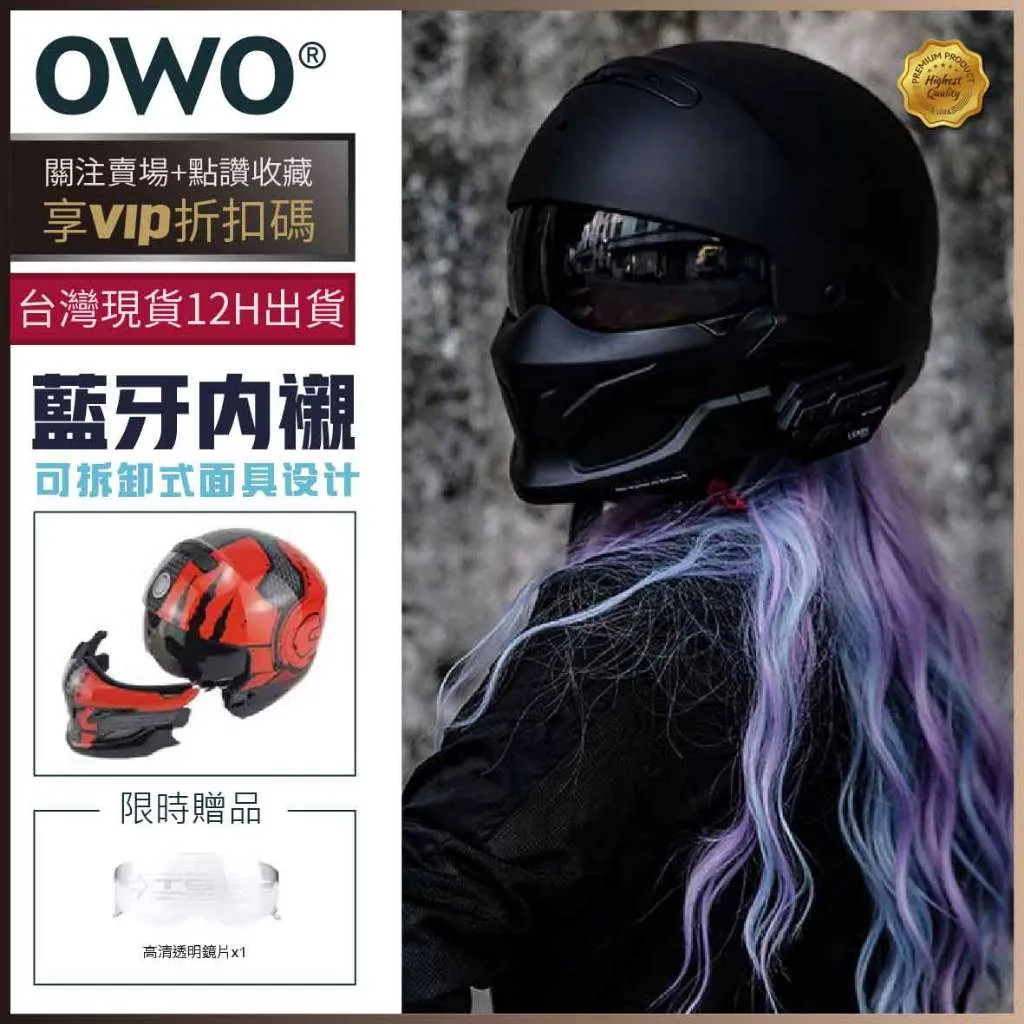 OWO®
關注賣場+點讚收藏
享VIP折扣碼
台灣現貨12H出貨
藍牙内襯
可拆卸式面具设计
限時贈品
高清透明鏡片x1
PREMIUM PRODUCT
Highest
Quality